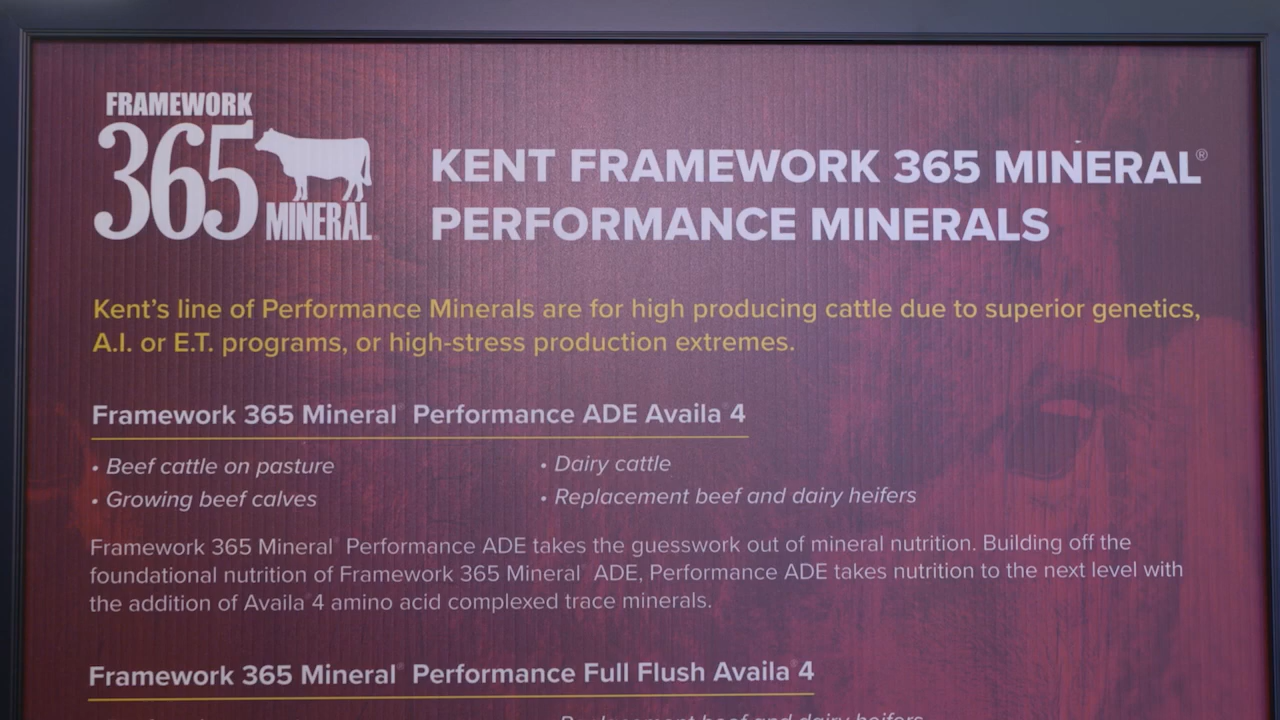 FRAMEWORK
365
MINERAL
KENT FRAMEWORK 365 MINERAL®
PERFORMANCE MINERALS
Kent's line of Performance Minerals are for high producing cattle due to superior genetics,
A.I. or E.T. programs, or high-stress production extremes.
Framework 365 Mineral® Performance ADE Availa 4
• Beef cattle on pasture
• Growing beef calves
• Dairy cattle
• Replacement beef and dairy heifers
Framework 365 Mineral® Performance ADE takes the guesswork out of mineral nutrition. Building off the
foundational nutrition of Framework 365 Mineral® ADE, Performance ADE takes nutrition to the next level with
the addition of Availa®4 amino acid complexed trace minerals.
Framework 365 Mineral® Performance Full Flush Availa®4
Replacement beef and dairy heifers